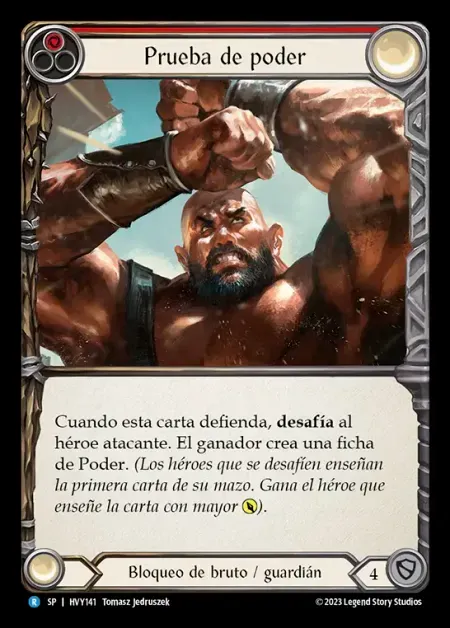 Prueba de poder
Cuando esta carta defienda, desafía al
héroe atacante. El ganador crea una ficha
de Poder. (Los héroes que se desafíen enseñan
la primera carta de su mazo. Gana el héroe que
enseñe la carta con mayor ).
Bloqueo de bruto / guardián
4
R SP | HVY141 Tomasz Jedruszek
© 2023 Legend Story Studios